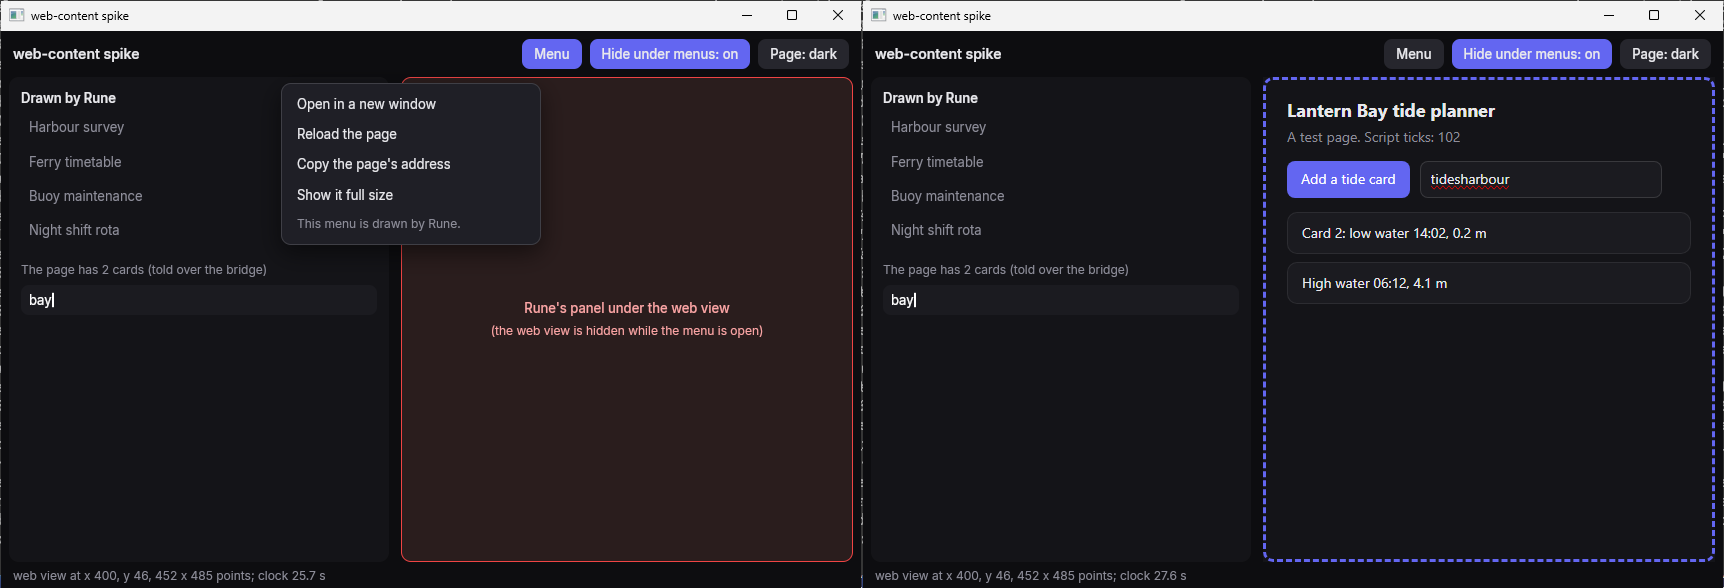 web-content spike
web-content spike
Menu
Hide under menus: on
Page: dark
Drawn by Rune
Harbour survey
Ferry timetable
Buoy maintenance
Night shift rota
Open in a new window
Reload the page
Copy the page's address
Show it full size
This menu is drawn by Rune.
The page has 2 cards (told over the bridge)
bay
Rune's panel under the web view
(the web view is hidden while the menu is open)
web view at x 400, y 46, 452 x 485 points; clock 25.7 s
web-content spike
web-content spike
Menu
Hide under menus: on
Page: dark
Drawn by Rune
Harbour survey
Ferry timetable
Buoy maintenance
Night shift rota
The page has 2 cards (told over the bridge)
bay
Lantern Bay tide planner
A test page. Script ticks: 102
Add a tide card
tidesharbour
Card 2: low water 14:02, 0.2 m
High water 06:12, 4.1 m
web view at x 400, y 46, 452 x 485 points; clock 27.6 s